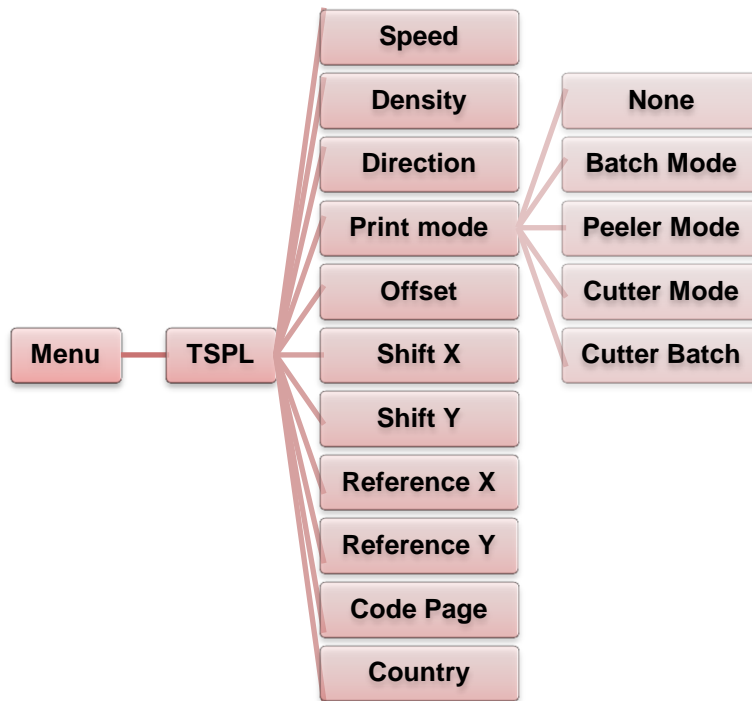 Menu
TSPL
Speed
Density
Direction
Print mode
Offset
Shift X
Shift Y
Reference X
Reference Y
Code Page
Country
None
Batch Mode
Peeler Mode
Cutter Mode
Cutter Batch